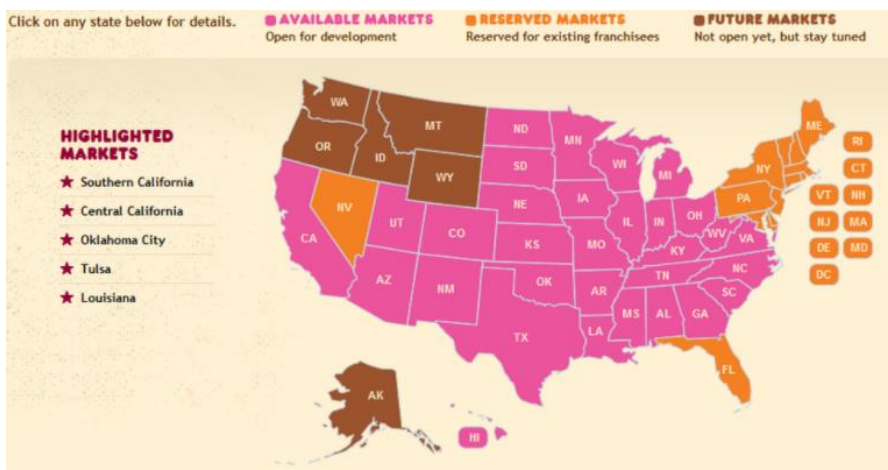 Click on any state below for details.
AVAILABLE MARKETS
Open for development
RESERVED MARKETS
Reserved for existing franchisees
FUTURE MARKETS
Not open yet, but stay tuned
HIGHLIGHTED
MARKETS
Southern California
Central California
Oklahoma City
Tulsa
Louisiana
WA
MT
ND
MN
ME
OR
ID
SD
WI
MI
NY
RI
WY
CT
NV
NE
IA
PA
VT
NH
CA
UT
CO
KS
MO
IL
IN
OH
WV
VA
NJ
MA
KY
DE
MD
AZ
NM
OK
AR
TN
NC
DC
SC
TX
LA
MS
AL
GA
FL
AK
HI